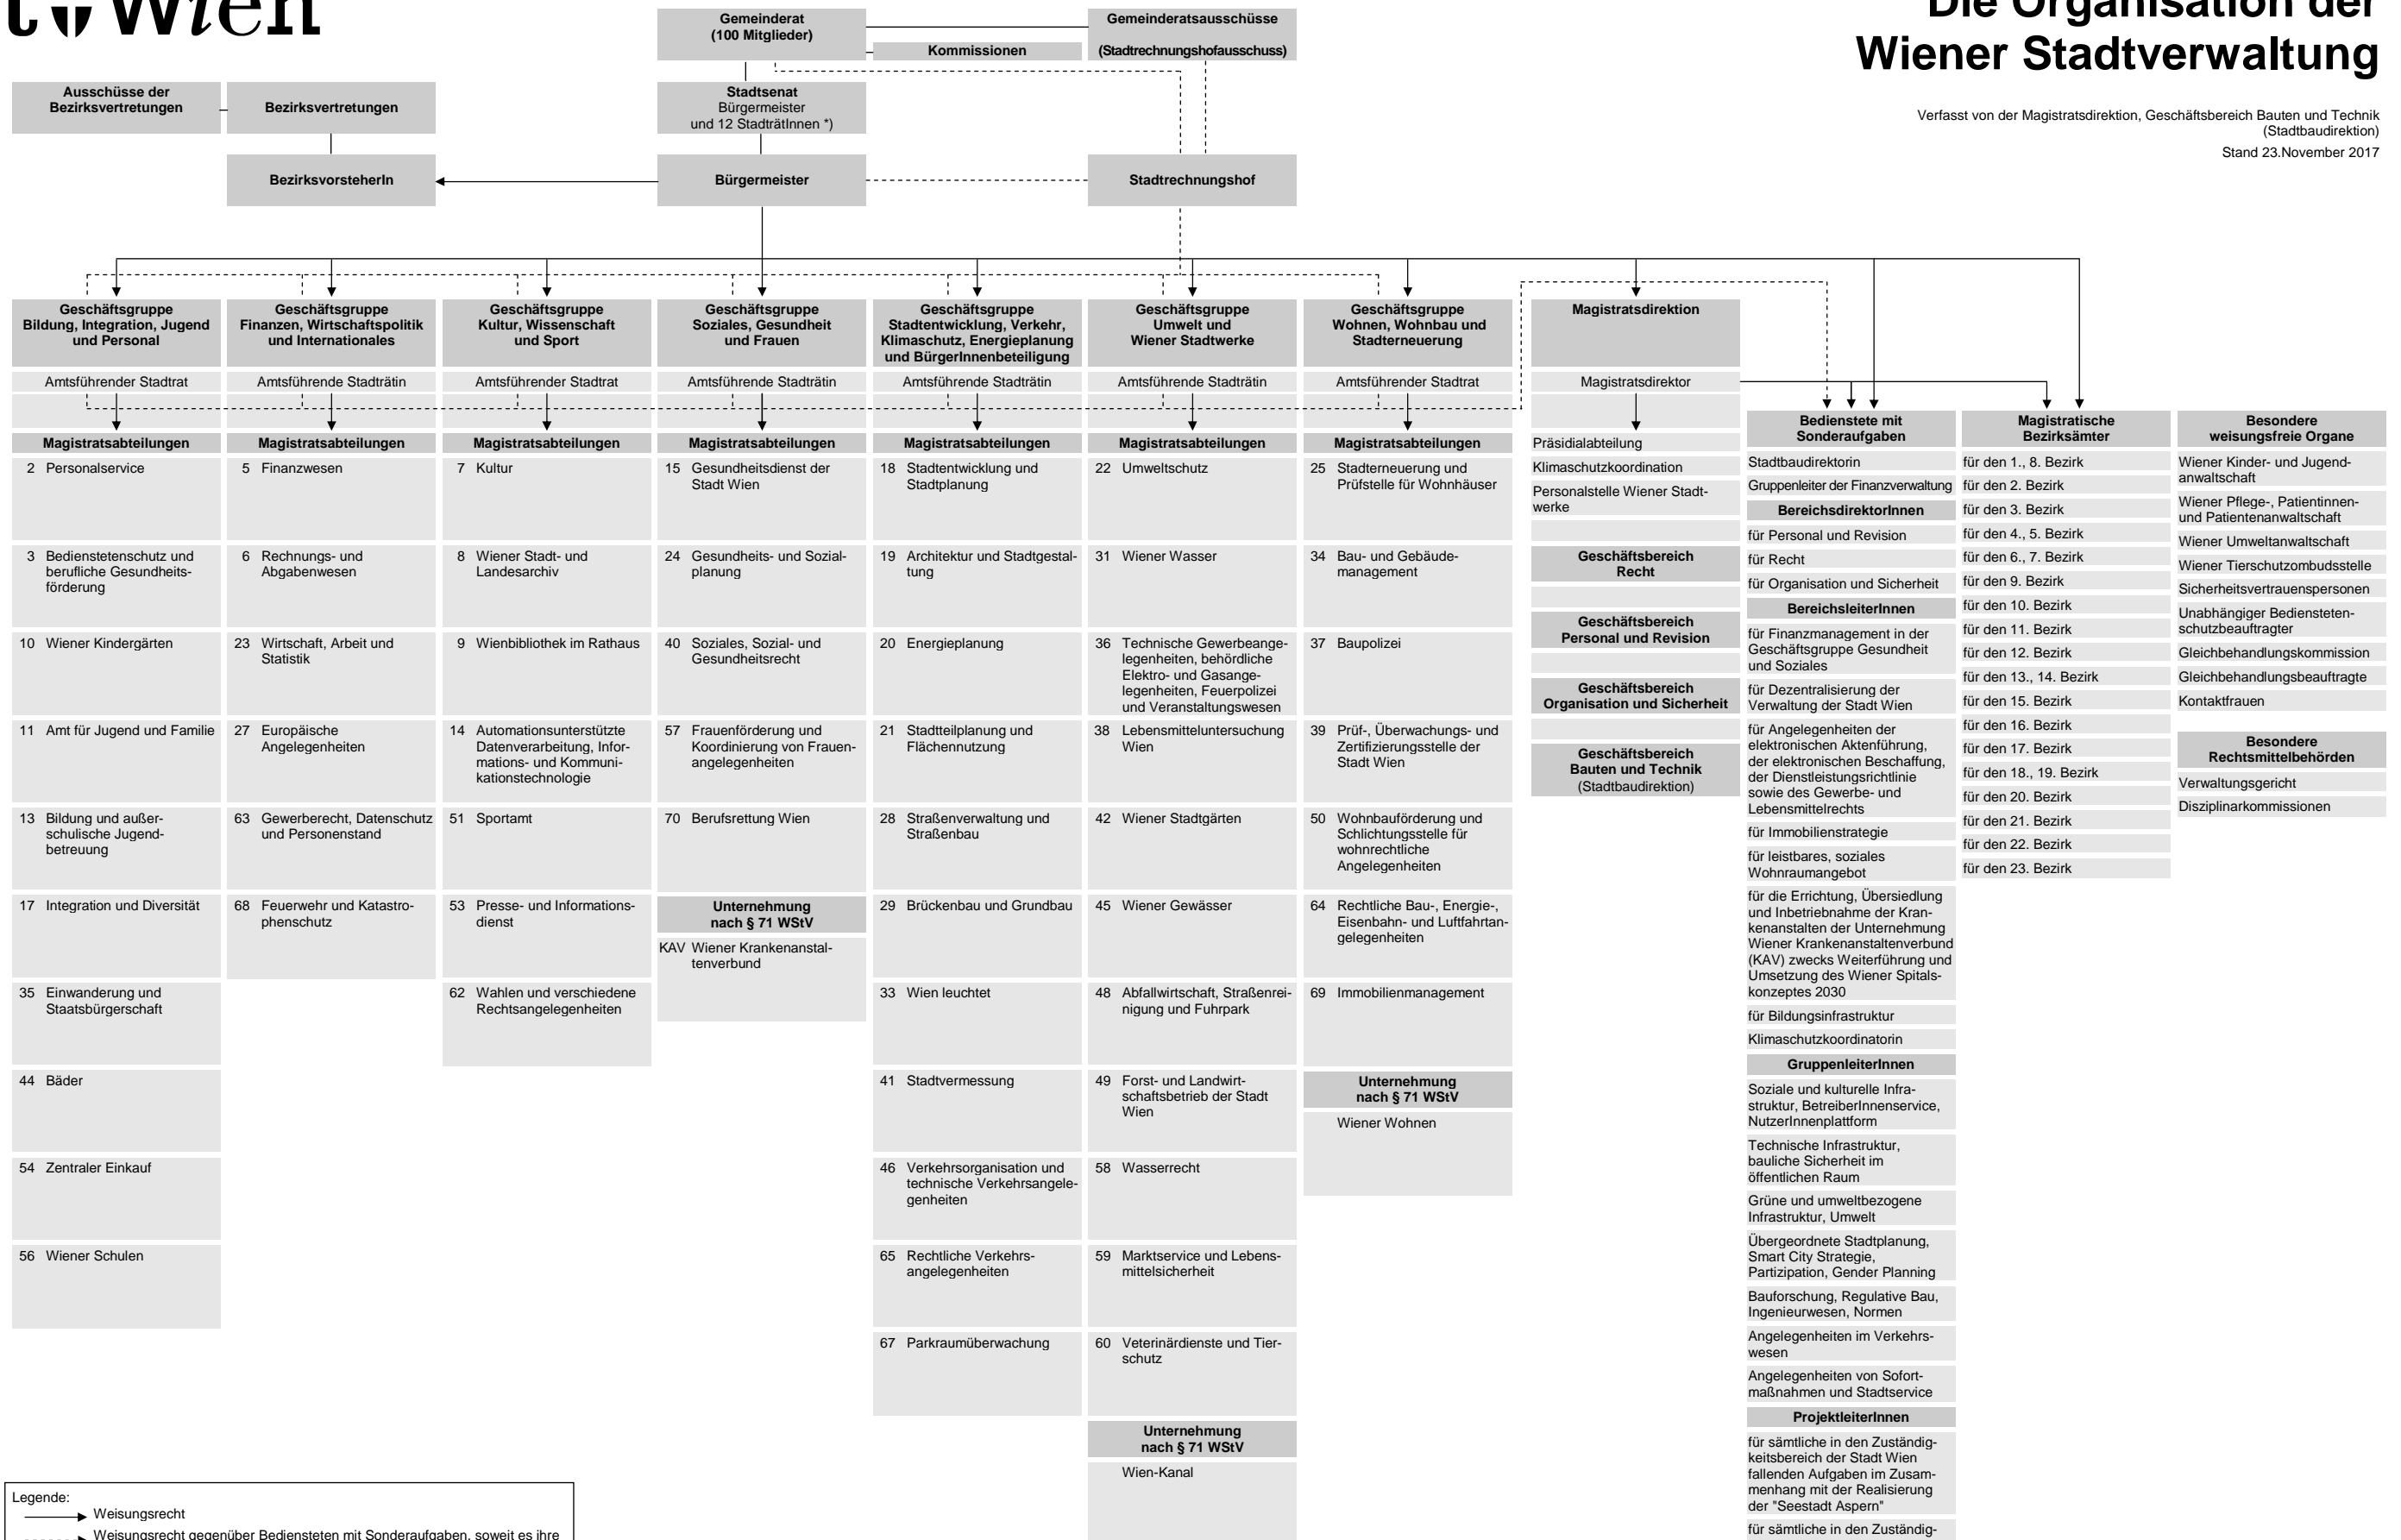 t Wien
Die Organisation der
Wiener Stadtverwaltung
Verfasst von der Magistratsdirektion, Geschäftsbereich Bauten und Technik
(Stadtbaudirektion)
Stand 23.November 2017
Gemeinderat
(100 Mitglieder)
Kommissionen
Gemeinderatsausschüsse
(Stadtrechnungshofausschuss)
Ausschüsse der
Bezirksvertretungen
Bezirksvertretungen
Stadtsenat
Bürgermeister
und 12 StadträtInnen *)
BezirksvorsteherIn
Bürgermeister
Stadtrechnungshof
Geschäftsgruppe
Bildung, Integration, Jugend
und Personal
Amtsführender Stadtrat
Magistratsabteilungen
2 Personalservice
3 Bedienstetenschutz und
berufliche Gesundheits-
förderung
10 Wiener Kindergärten
11 Amt für Jugend und Familie
13 Bildung und außer-
schulische Jugend-
betreuung
17 Integration und Diversität
35 Einwanderung und
Staatsbürgerschaft
44 Bäder
54 Zentraler Einkauf
56 Wiener Schulen
Geschäftsgruppe
Finanzen, Wirtschaftspolitik
und Internationales
Amtsführende Stadträtin
Magistratsabteilungen
5 Finanzwesen
6 Rechnungs- und
Abgabenwesen
23 Wirtschaft, Arbeit und
Statistik
27 Europäische
Angelegenheiten
63 Gewerberecht, Datenschutz
und Personenstand
68 Feuerwehr und Katastro-
phenschutz
Geschäftsgruppe
Kultur, Wissenschaft
und Sport
Amtsführender Stadtrat
Magistratsabteilungen
7 Kultur
8 Wiener Stadt- und
Landesarchiv
9 Wienbibliothek im Rathaus
14 Automationsunterstützte
Datenverarbeitung, Infor-
mations- und Kommuni-
kationstechnologie
51 Sportamt
53 Presse- und Informations-
dienst
62 Wahlen und verschiedene
Rechtsangelegenheiten
Geschäftsgruppe
Soziales, Gesundheit
und Frauen
Amtsführende Stadträtin
Magistratsabteilungen
15 Gesundheitsdienst der
Stadt Wien
24 Gesundheits- und Sozial-
planung
40 Soziales, Sozial- und
Gesundheitsrecht
57 Frauenförderung und
Koordinierung von Frauen-
angelegenheiten
70 Berufsrettung Wien
Unternehmung
nach § 71 WStV
KAV Wiener Krankenanstal-
tenverbund
Geschäftsgruppe
Stadtentwicklung, Verkehr,
Klimaschutz, Energieplanung
und BürgerInnenbeteiligung
Amtsführende Stadträtin
Magistratsabteilungen
18 Stadtentwicklung und
Stadtplanung
19 Architektur und Stadtgestal-
tung
20 Energieplanung
21 Stadtteilplanung und
Flächennutzung
28 Straßenverwaltung und
Straßenbau
29 Brückenbau und Grundbau
33 Wien leuchtet
41 Stadtvermessung
46 Verkehrsorganisation und
technische Verkehrsangele-
genheiten
65 Rechtliche Verkehrs-
angelegenheiten
67 Parkraumüberwachung
Geschäftsgruppe
Umwelt und
Wiener Stadtwerke
Amtsführende Stadträtin
Magistratsabteilungen
22 Umweltschutz
31 Wiener Wasser
36 Technische Gewerbeange-
legenheiten, behördliche
Elektro- und Gasange-
legenheiten, Feuerpolizei
und Veranstaltungswesen
38 Lebensmitteluntersuchung
Wien
42 Wiener Stadtgärten
45 Wiener Gewässer
48 Abfallwirtschaft, Straßenrei-
nigung und Fuhrpark
49 Forst- und Landwirt-
schaftsbetrieb der Stadt
Wien
58 Wasserrecht
59 Marktservice und Lebens-
mittelsicherheit
60 Veterinärdienste und Tier-
schutz
Unternehmung
nach § 71 WStV
Wien-Kanal
Geschäftsgruppe
Wohnen, Wohnbau und
Stadterneuerung
Amtsführender Stadtrat
Magistratsabteilungen
25 Stadterneuerung und
Prüfstelle für Wohnhäuser
34 Bau- und Gebäude-
management
37 Baupolizei
39 Prüf-, Überwachungs- und
Zertifizierungsstelle der
Stadt Wien
50 Wohnbauförderung und
Schlichtungsstelle für
wohnrechtliche
Angelegenheiten
64 Rechtliche Bau-, Energie-,
Eisenbahn- und Luftfahrtan-
gelegenheiten
69 Immobilienmanagement
Unternehmung
nach § 71 WStV
Wiener Wohnen
Magistratsdirektion
Magistratsdirektor
Präsidialabteilung
Klimaschutzkoordination
Personalstelle Wiener Stadt-
werke
Geschäftsbereich
Recht
Geschäftsbereich
Personal und Revision
Geschäftsbereich
Organisation und Sicherheit
Geschäftsbereich
Bauten und Technik
(Stadtbaudirektion)
Bedienstete mit
Sonderaufgaben
Stadtbaudirektorin
Gruppenleiter der Finanzverwaltung
BereichsdirektorInnen
für Personal und Revision
für Recht
für Organisation und Sicherheit
BereichsleiterInnen
für Finanzmanagement in der
Geschäftsgruppe Gesundheit
und Soziales
für Dezentralisierung der
Verwaltung der Stadt Wien
für Angelegenheiten der
elektronischen Aktenführung,
der elektronischen Beschaffung,
der Dienstleistungsrichtlinie
sowie des Gewerbe- und
Lebensmittelrechts
für Immobilienstrategie
für leistbares, soziales
Wohnraumangebot
für die Errichtung, Übersiedlung
und Inbetriebnahme der Kran-
kenanstalten der Unternehmung
Wiener Krankenanstaltenverbund
(KAV) zwecks Weiterführung und
Umsetzung des Wiener Spitals-
konzeptes 2030
für Bildungsinfrastruktur
Klimaschutzkoordinatorin
GruppenleiterInnen
Soziale und kulturelle Infra-
struktur, BetreiberInnenservice,
NutzerInnenplattform
Technische Infrastruktur,
bauliche Sicherheit im
öffentlichen Raum
Grüne und umweltbezogene
Infrastruktur, Umwelt
Übergeordnete Stadtplanung,
Smart City Strategie,
Partizipation, Gender Planning
Bauforschung, Regulative Bau,
Ingenieurwesen, Normen
Angelegenheiten im Verkehrs-
wesen
Angelegenheiten von Sofort-
maßnahmen und Stadtservice
ProjektleiterInnen
für sämtliche in den Zuständig-
keitsbereich der Stadt Wien
fallenden Aufgaben im Zusam-
menhang mit der Realisierung
der "Seestadt Aspern"
für sämtliche in den Zuständig-
Magistratische
Bezirksämter
für den 1., 8. Bezirk
für den 2. Bezirk
für den 3. Bezirk
für den 4., 5. Bezirk
für den 6., 7. Bezirk
für den 9. Bezirk
für den 10. Bezirk
für den 11. Bezirk
für den 12. Bezirk
für den 13., 14. Bezirk
für den 15. Bezirk
für den 16. Bezirk
für den 17. Bezirk
für den 18., 19. Bezirk
für den 20. Bezirk
für den 21. Bezirk
für den 22. Bezirk
für den 23. Bezirk
Besondere
weisungsfreie Organe
Wiener Kinder- und Jugend-
anwaltschaft
Wiener Pflege-, Patientinnen-
und Patientenanwaltschaft
Wiener Umweltanwaltschaft
Wiener Tierschutzombudsstelle
Sicherheitsvertrauenspersonen
Unabhängiger Bediensteten-
schutzbeauftragter
Gleichbehandlungskommission
Gleichbehandlungsbeauftragte
Kontaktfrauen
Besondere
Rechtsmittelbehörden
Verwaltungsgericht
Disziplinarkommissionen
Legende:
Weisungsrecht
Weisungsrecht gegenüber Bediensteten mit Sonderaufgaben, soweit es ihre